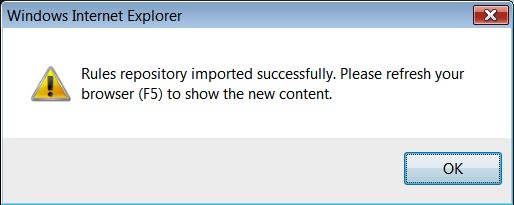 Windows Internet Explorer
Rules repository imported successfully. Please refresh your
browser (F5) to show the new content.
OK